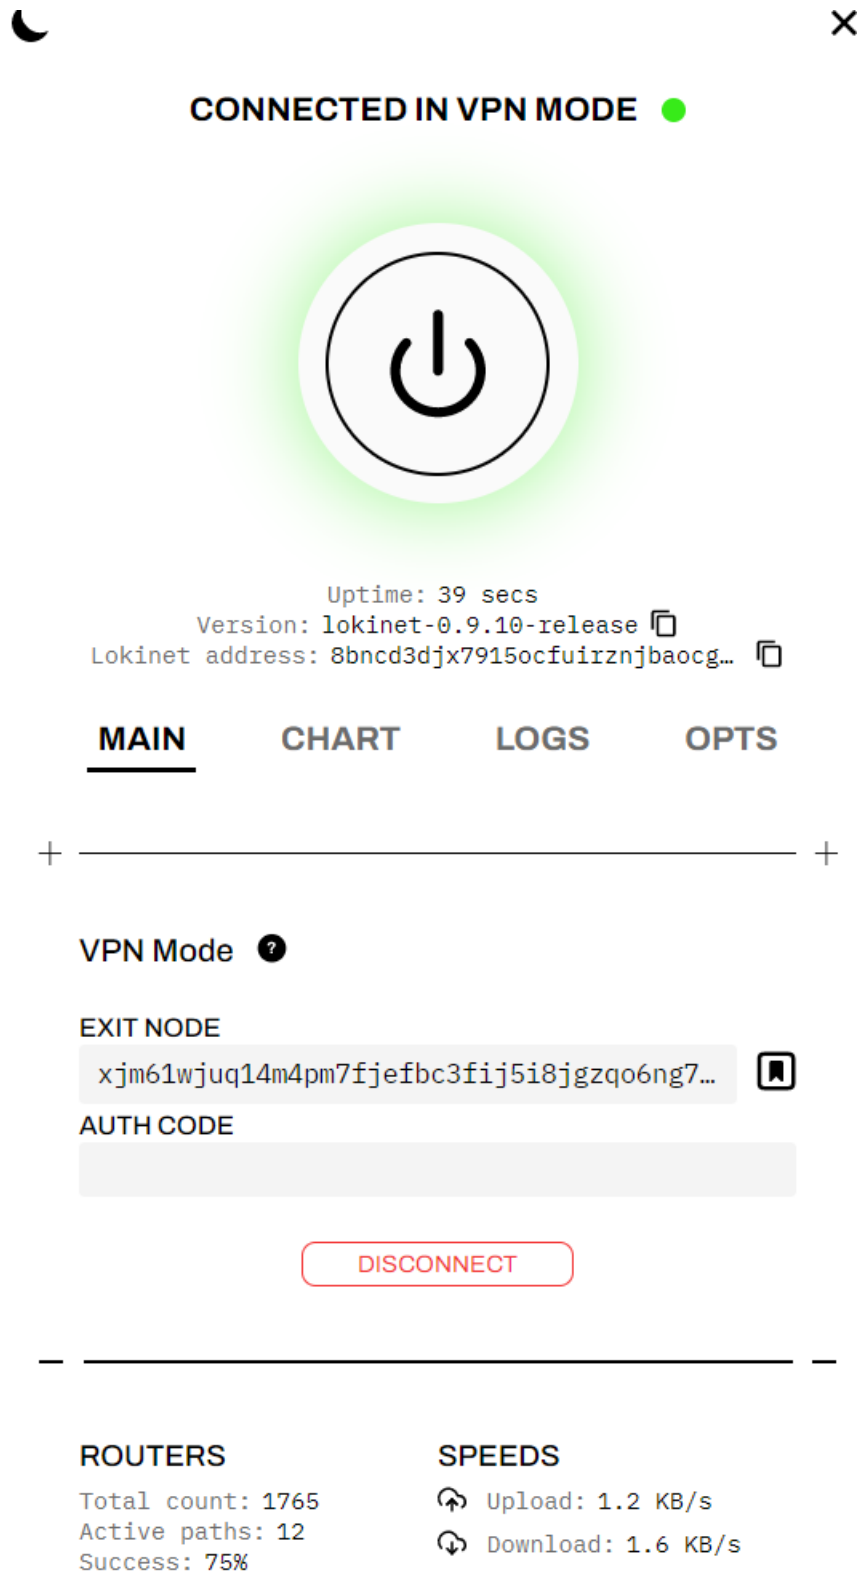 CONNECTED IN VPN MODE
Uptime: 39 secs
Version: lokinet-0.9.10-release
Lokinet address: 8bncd3djx7915ocfuirznjbaocg…
MAIN CHART LOGS OPTS
VPN Mode ?
EXIT NODE
xjm61wjuq14m4pm7fjefbc3fij5i8jgzqo6ng7…
AUTH CODE
DISCONNECT
ROUTERS
Total count: 1765
Active paths: 12
Success: 75%
SPEEDS
Upload: 1.2 KB/s
Download: 1.6 KB/s